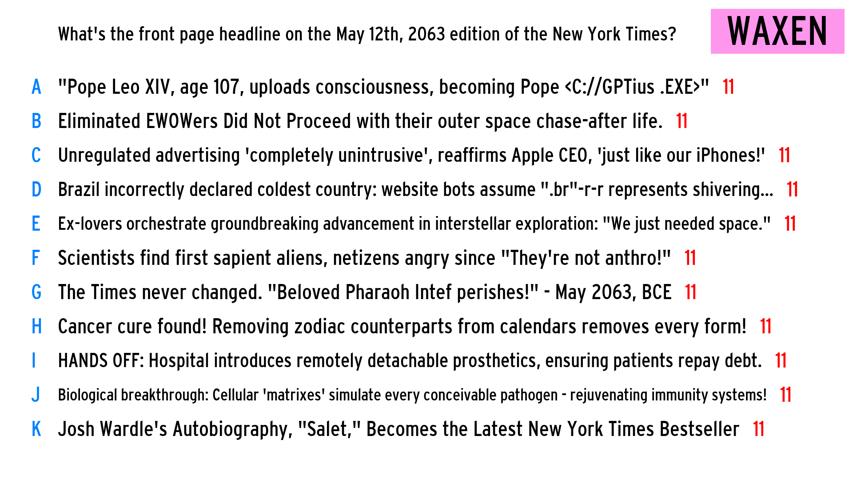 What's the front page headline on the May 12th, 2063 edition of the New York Times?
WAXEN
A "Pope Leo XIV, age 107, uploads consciousness, becoming Pope <C://GPTius .EXE>" 11
B Eliminated EWOWers Did Not Proceed with their outer space chase-after life. 11
C Unregulated advertising 'completely unintrusive', reaffirms Apple CEO, 'just like our iPhones!' 11
D Brazil incorrectly declared coldest country: website bots assume ".br"-r-r represents shivering... 11
E Ex-lovers orchestrate groundbreaking advancement in interstellar exploration: "We just needed space." 11
F Scientists find first sapient aliens, netizens angry since "They're not anthro!" 11
G The Times never changed. "Beloved Pharaoh Intef perishes!" - May 2063, BCE 11
H Cancer cure found! Removing zodiac counterparts from calendars removes every form! 11
I HANDS OFF: Hospital introduces remotely detachable prosthetics, ensuring patients repay debt. 11
J Biological breakthrough: Cellular 'matrixes' simulate every conceivable pathogen - rejuvenating immunity systems! 11
K Josh Wardle's Autobiography, "Salet," Becomes the Latest New York Times Bestseller 11